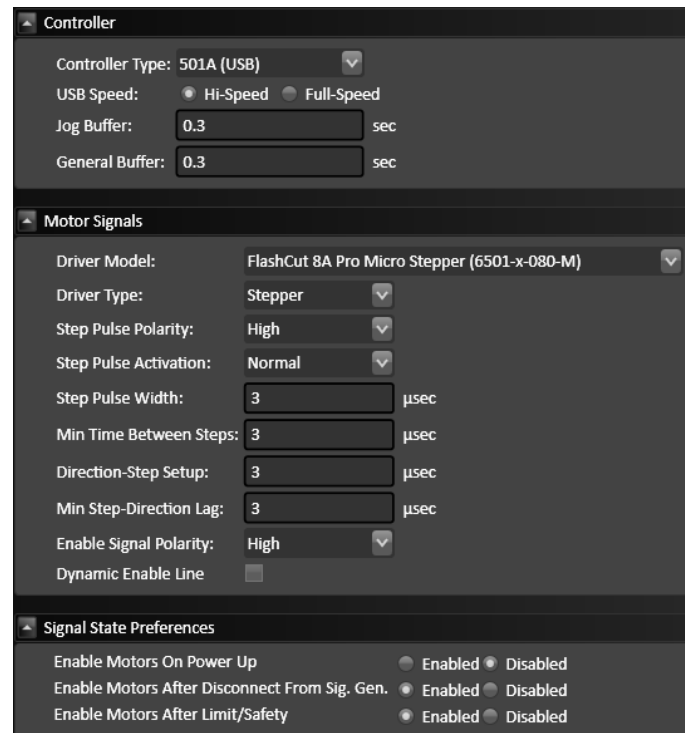 Controller
Controller Type: 501A (USB)
USB Speed: Hi-Speed Full-Speed
Jog Buffer: 0.3 sec
General Buffer: 0.3 sec
Motor Signals
Driver Model: FlashCut 8A Pro Micro Stepper (6501-x-080-M)
Driver Type: Stepper
Step Pulse Polarity: High
Step Pulse Activation: Normal
Step Pulse Width: 3 µsec
Min Time Between Steps: 3 µsec
Direction-Step Setup: 3 µsec
Min Step-Direction Lag: 3 µsec
Enable Signal Polarity: High
Dynamic Enable Line
Signal State Preferences
Enable Motors On Power Up Enabled Disabled
Enable Motors After Disconnect From Sig. Gen. Enabled Disabled
Enable Motors After Limit/Safety Enabled Disabled